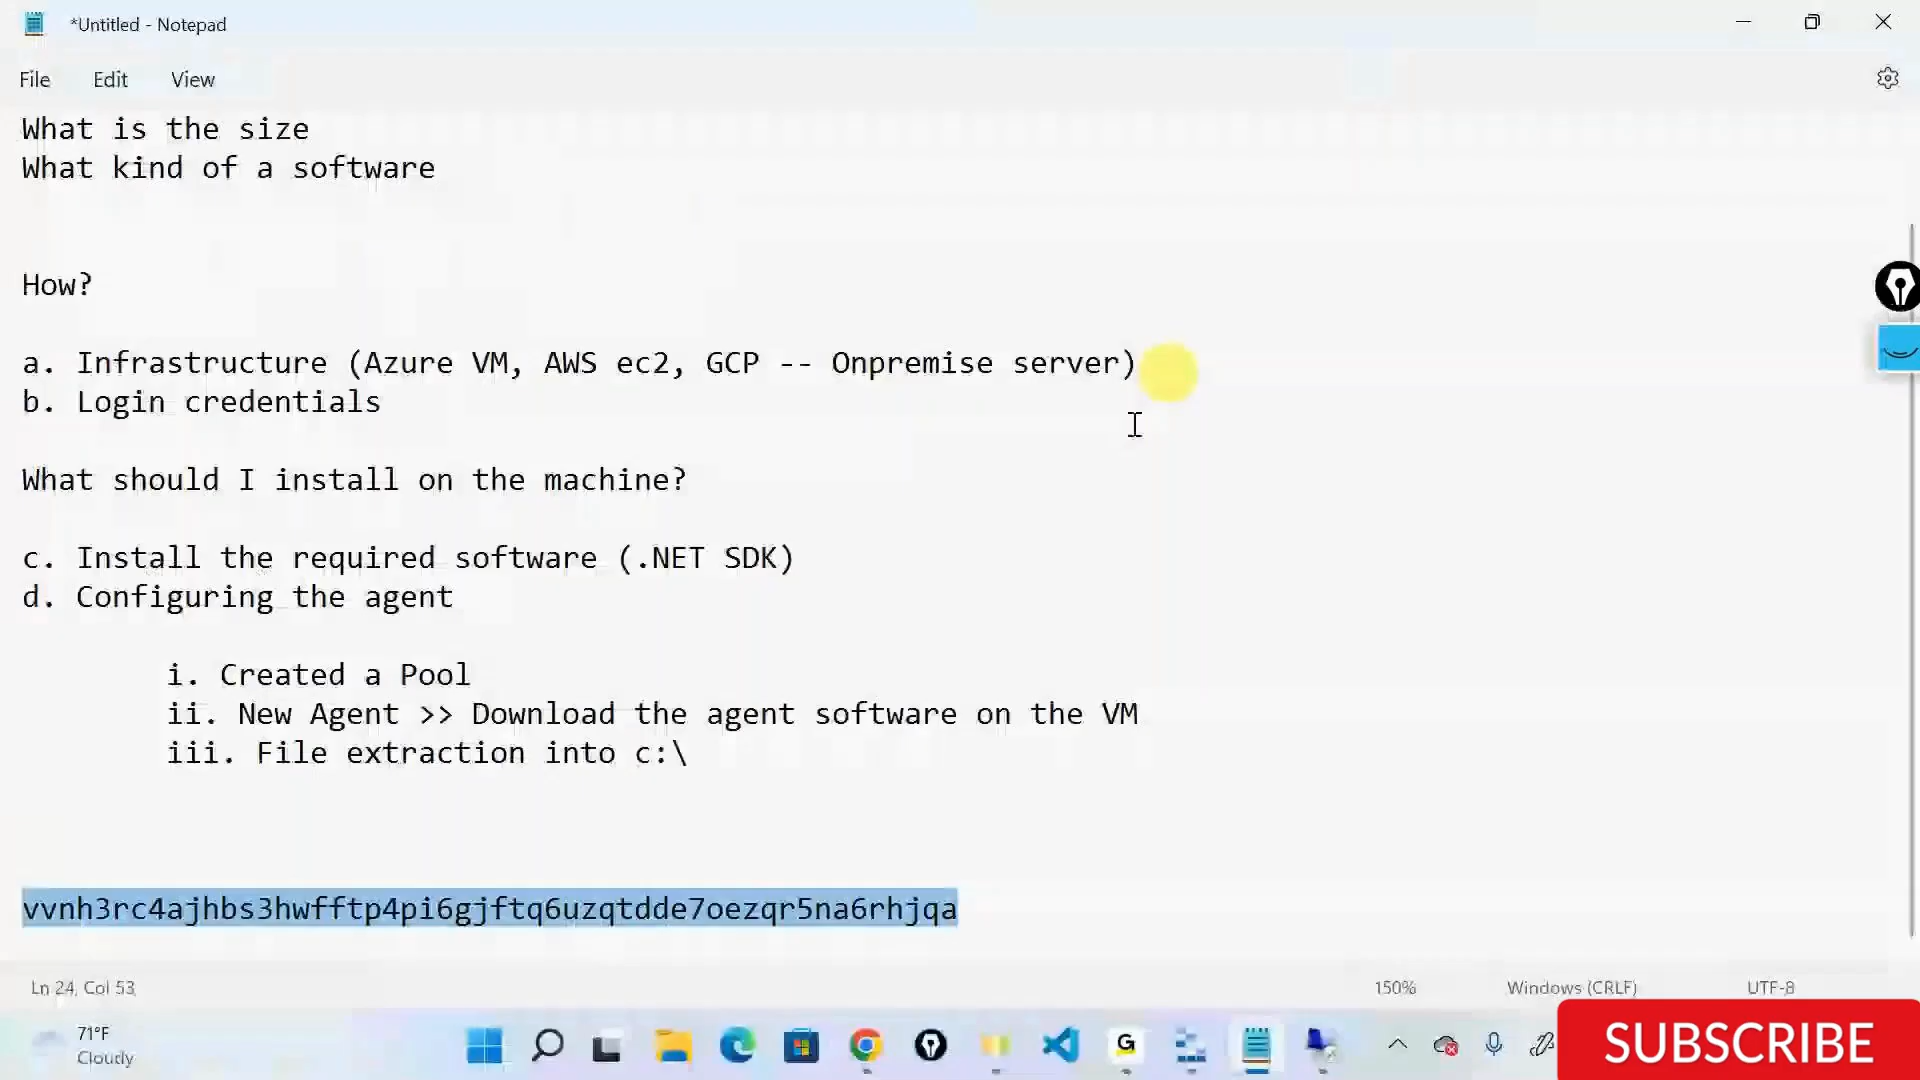 *Untitled - Notepad
File Edit View
What is the size
What kind of a software
How?
a. Infrastructure (Azure VM, AWS ec2, GCP -- Onpremise server)
b. Login credentials
What should I install on the machine?
c. Install the required software (.NET SDK)
d. Configuring the agent
i. Created a Pool
ii. New Agent >> Download the agent software on the VM
iii. File extraction into c:\
vvnh3rc4ajhbs3hwfftp4pi6gjftq6uzqtdde7oezqr5na6rhjqa
Ln 24, Col 53
150%
Windows (CRLF)
UTF-8
71°F
Cloudy
G
SUBSCRIBE